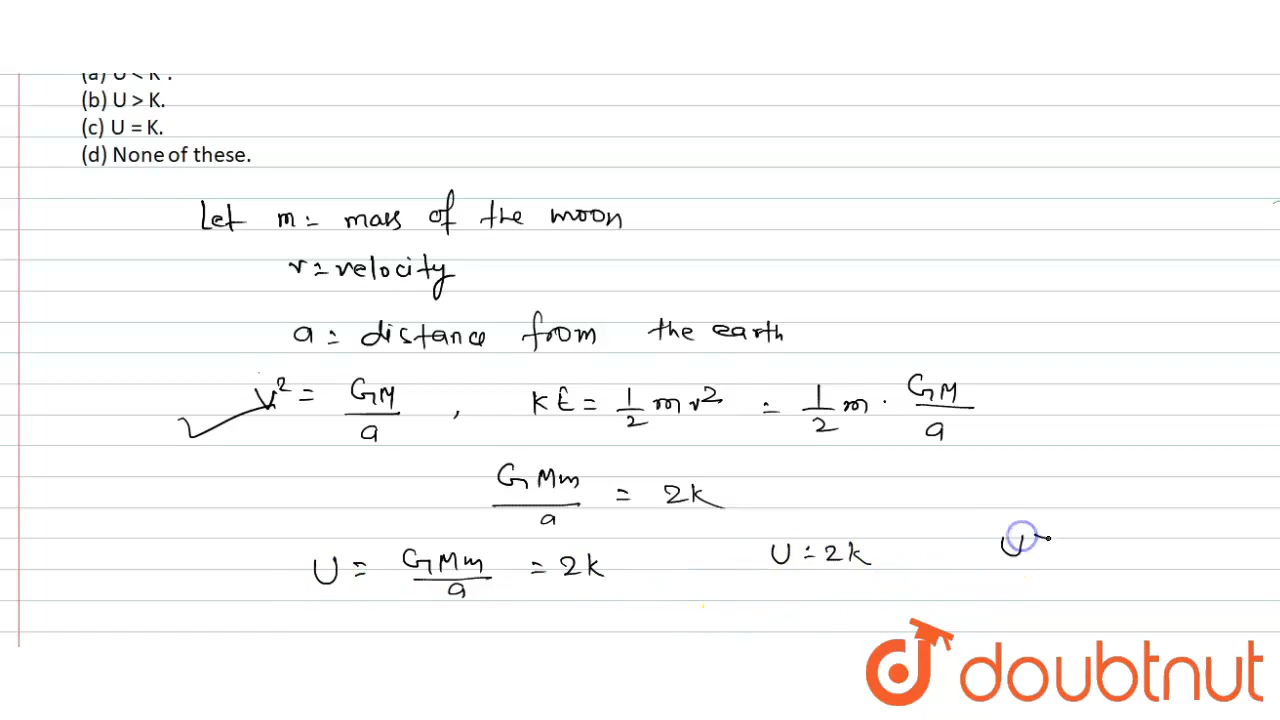 (a) U < K .
(b) U > K.
(c) U = K.
(d) None of these.
Let m = mass of the moon
v = velocity
a = distance from the earth
v² = GM/a , KE = 1/2 m v² = 1/2 m . GM/a
GMm/a = 2k
U = GMm/a = 2k U = 2k U
doubtnut